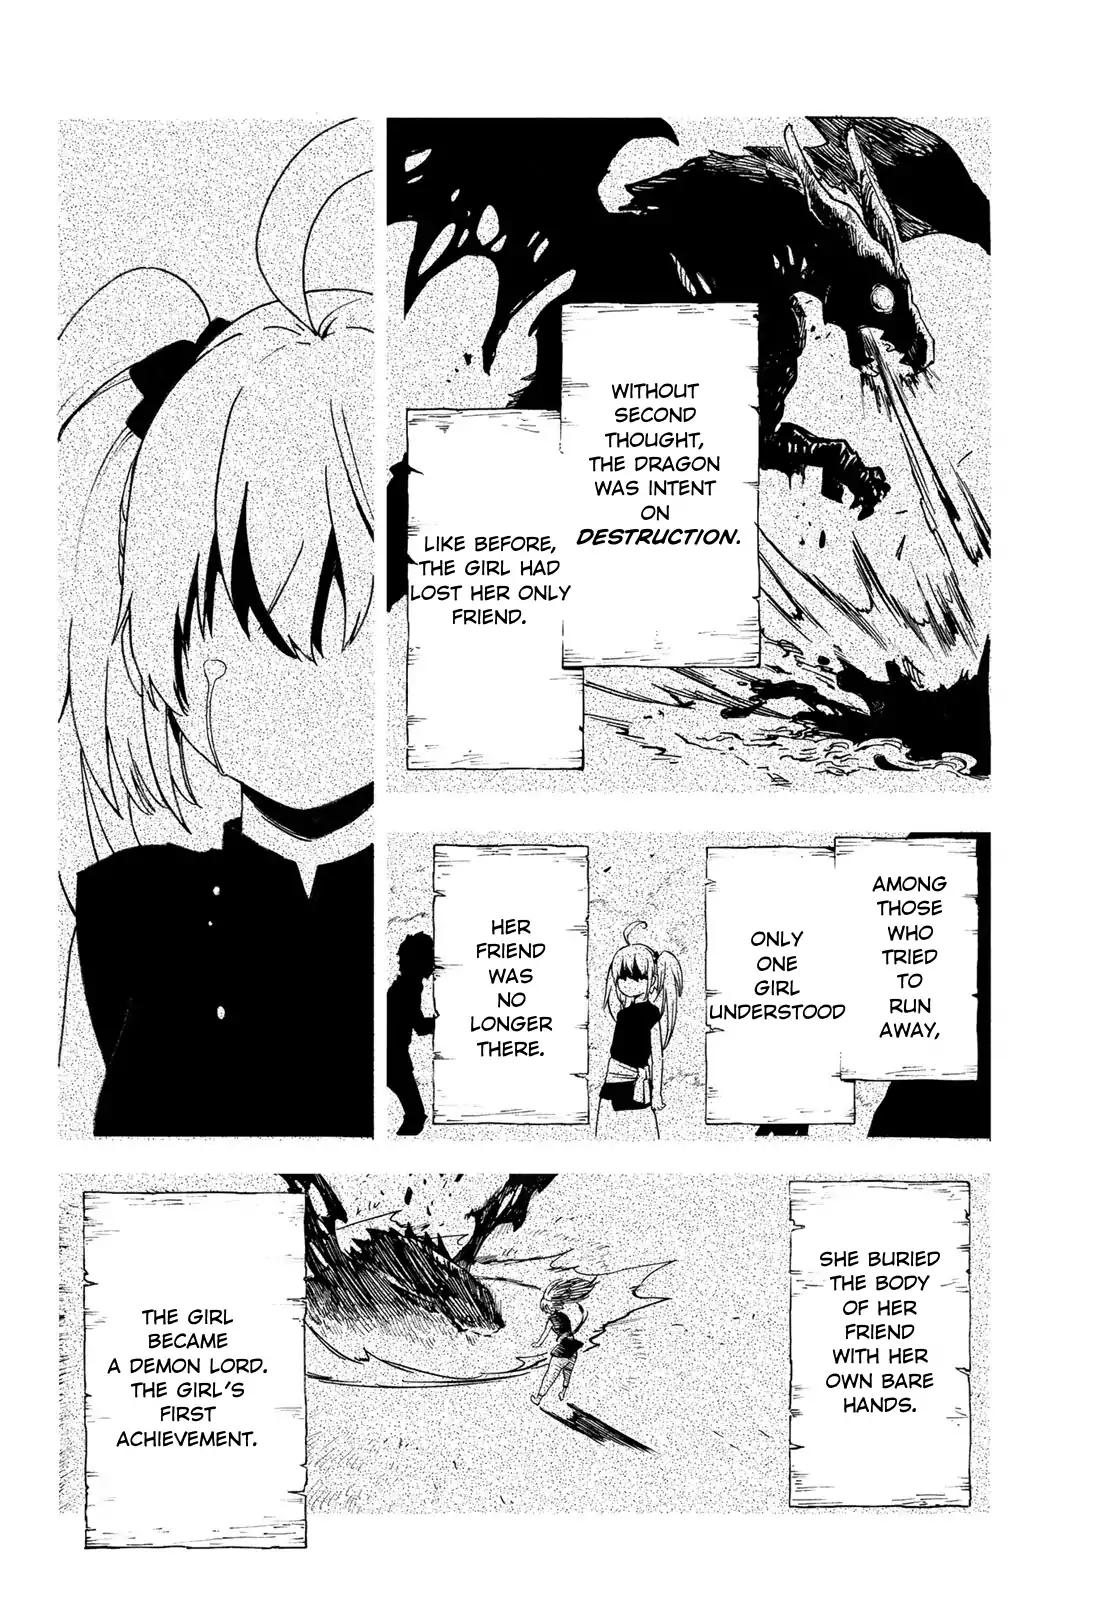 WITHOUT
SECOND
THOUGHT,
THE DRAGON
WAS INTENT
ON
DESTRUCTION.
LIKE BEFORE,
THE GIRL HAD
LOST HER ONLY
FRIEND.
AMONG
THOSE
WHO
TRIED
TO
RUN
AWAY,
ONLY
ONE
GIRL
UNDERSTOOD
HER
FRIEND
WAS
NO
LONGER
THERE.
SHE BURIED
THE BODY
OF HER
FRIEND
WITH HER
OWN BARE
HANDS.
THE GIRL
BECAME
A DEMON LORD.
THE GIRL'S
FIRST
ACHIEVEMENT.